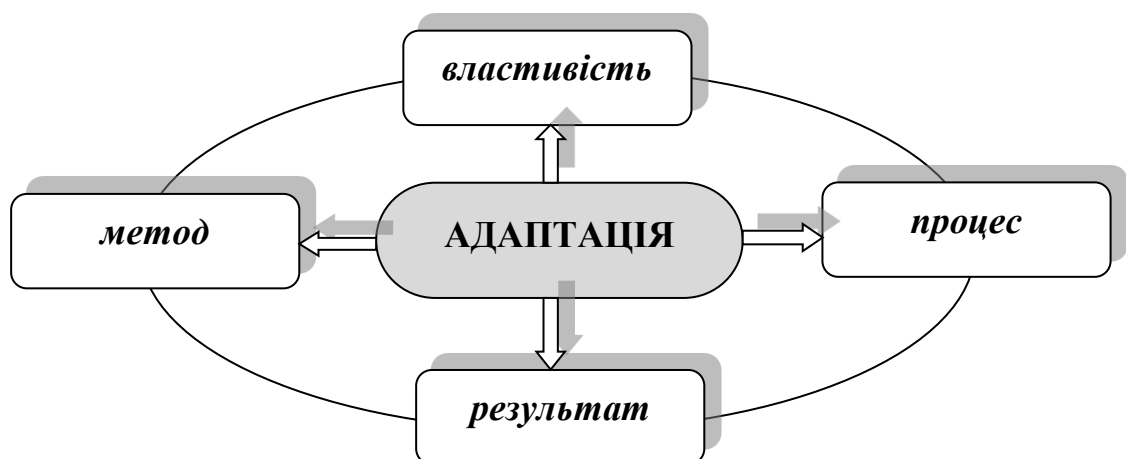 властивість
метод
АДАПТАЦІЯ
процес
результат